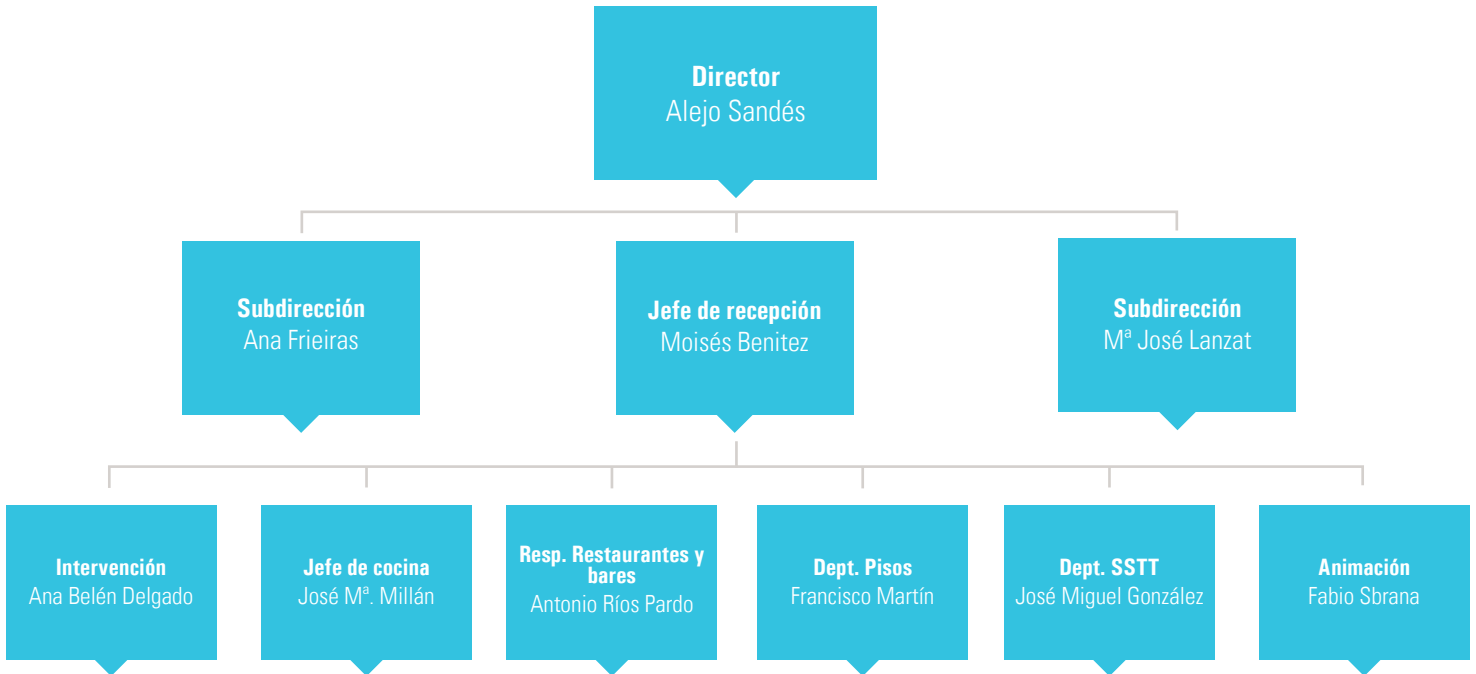 Director
Alejo Sandés
Subdirección
Ana Frieiras
Jefe de recepción
Moisés Benitez
Subdirección
Mª José Lanzat
Intervención
Ana Belén Delgado
Jefe de cocina
José Mª. Millán
Resp. Restaurantes y
bares
Antonio Ríos Pardo
Dept. Pisos
Francisco Martín
Dept. SSTT
José Miguel González
Animación
Fabio Sbrana